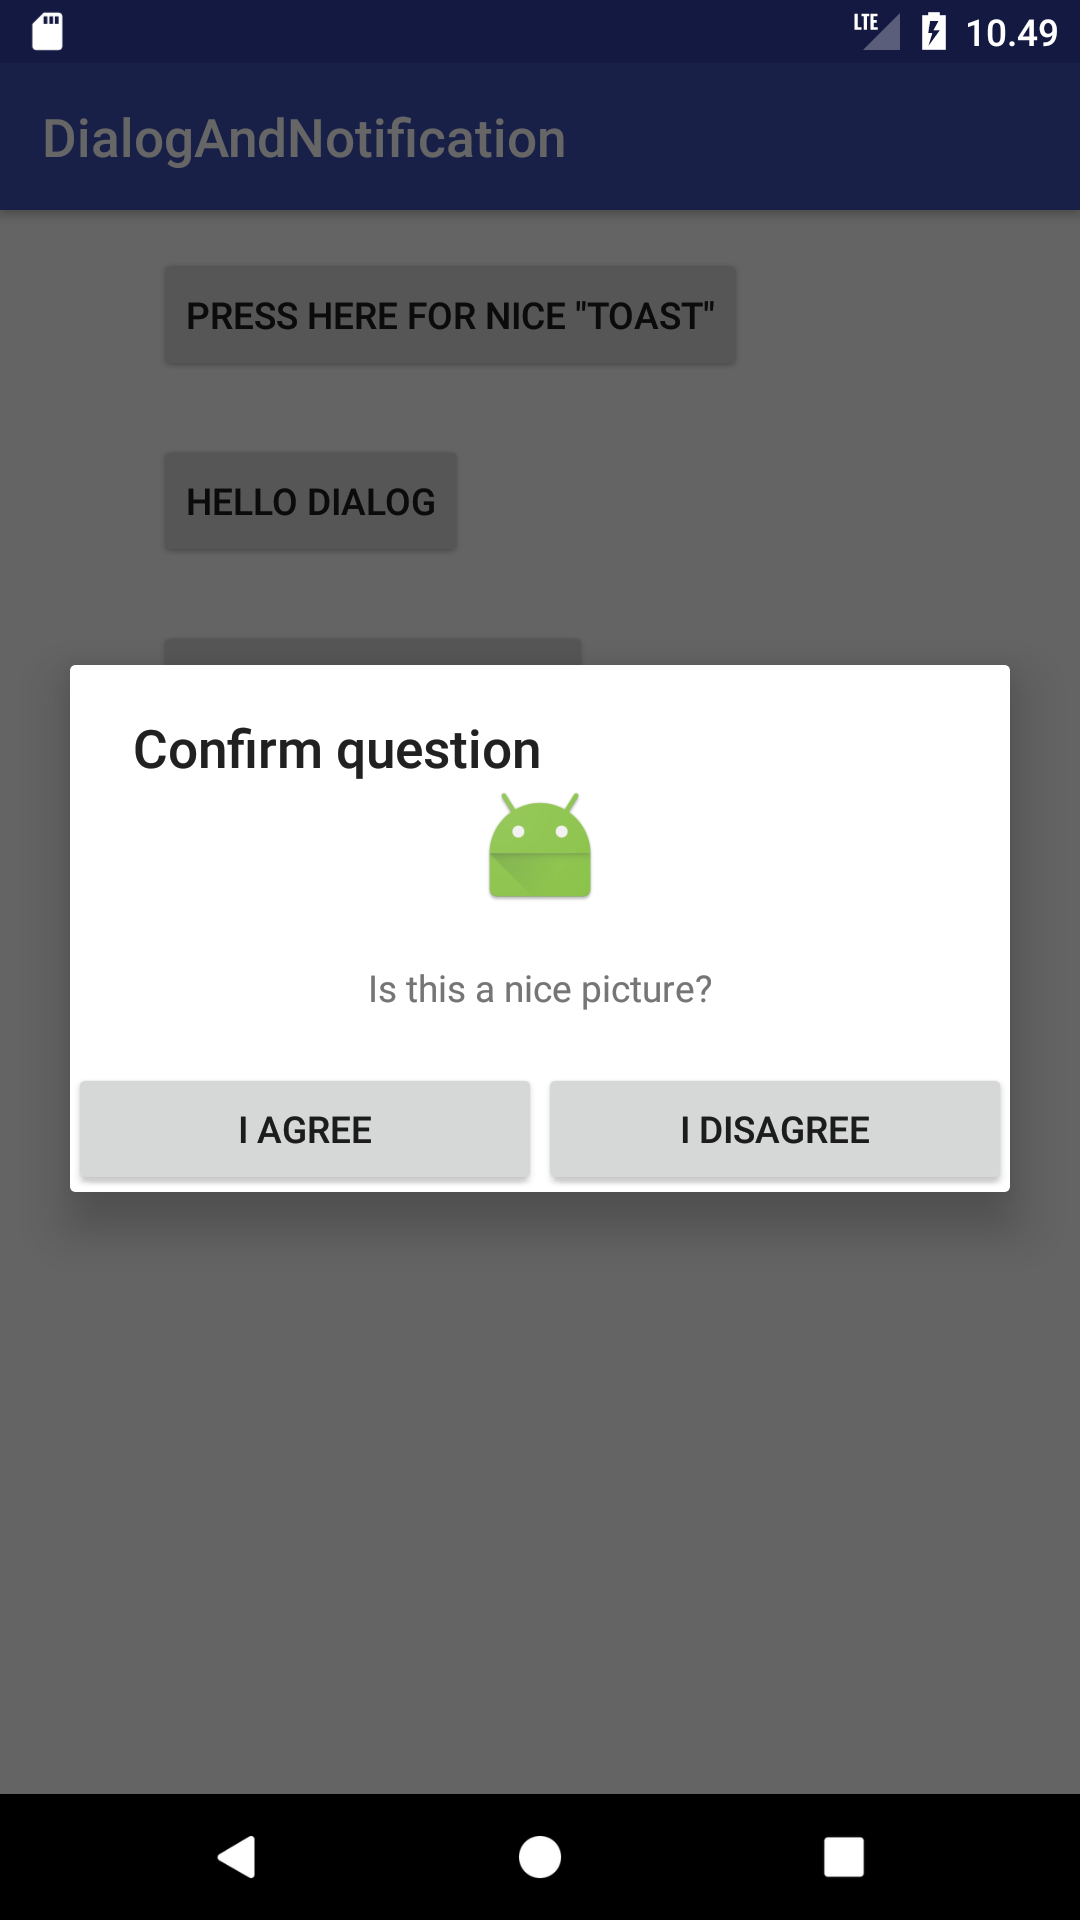 LTE 10.49
DialogAndNotification
PRESS HERE FOR NICE "TOAST"
HELLO DIALOG
Confirm question
Is this a nice picture?
I AGREE I DISAGREE